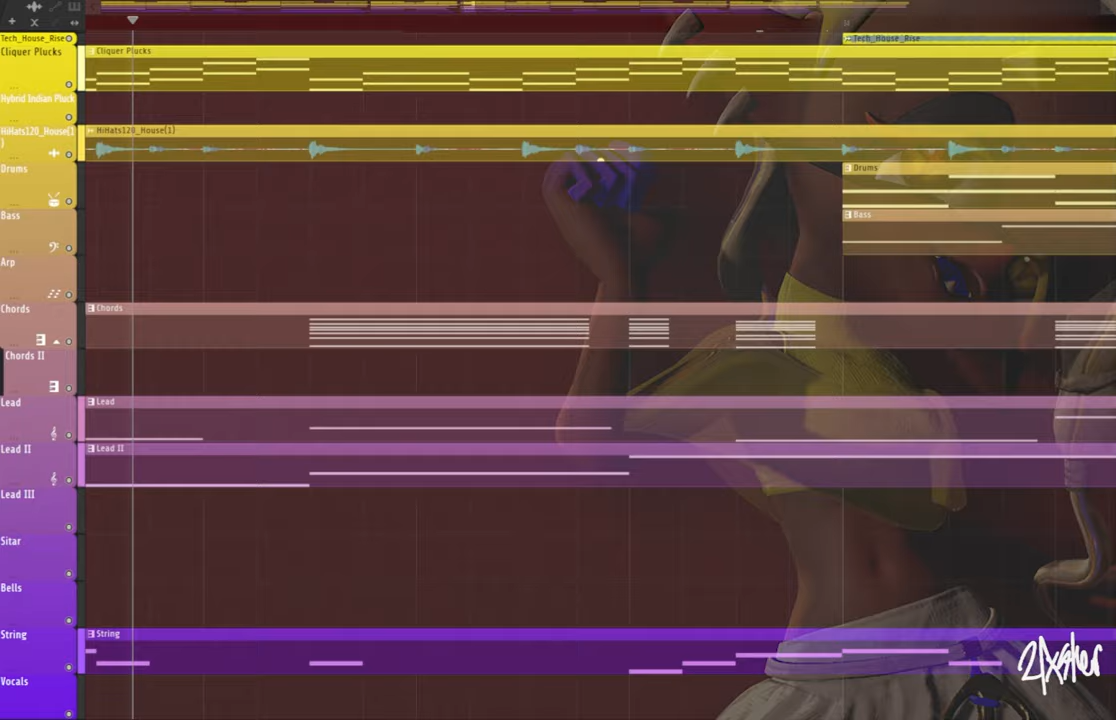 Tech_House_Rise
Tech_House_Rise
Cliquer Plucks
Cliquer Plucks
Hybrid Indian Pluck
HiHats120_House(1)
HiHats120_House(1
)
Drums
Drums
Bass
Bass
Arp
Chords
Chords
Chords II
Lead
Lead
Lead II
Lead II
Lead III
Sitar
Bells
String
String
Vocals